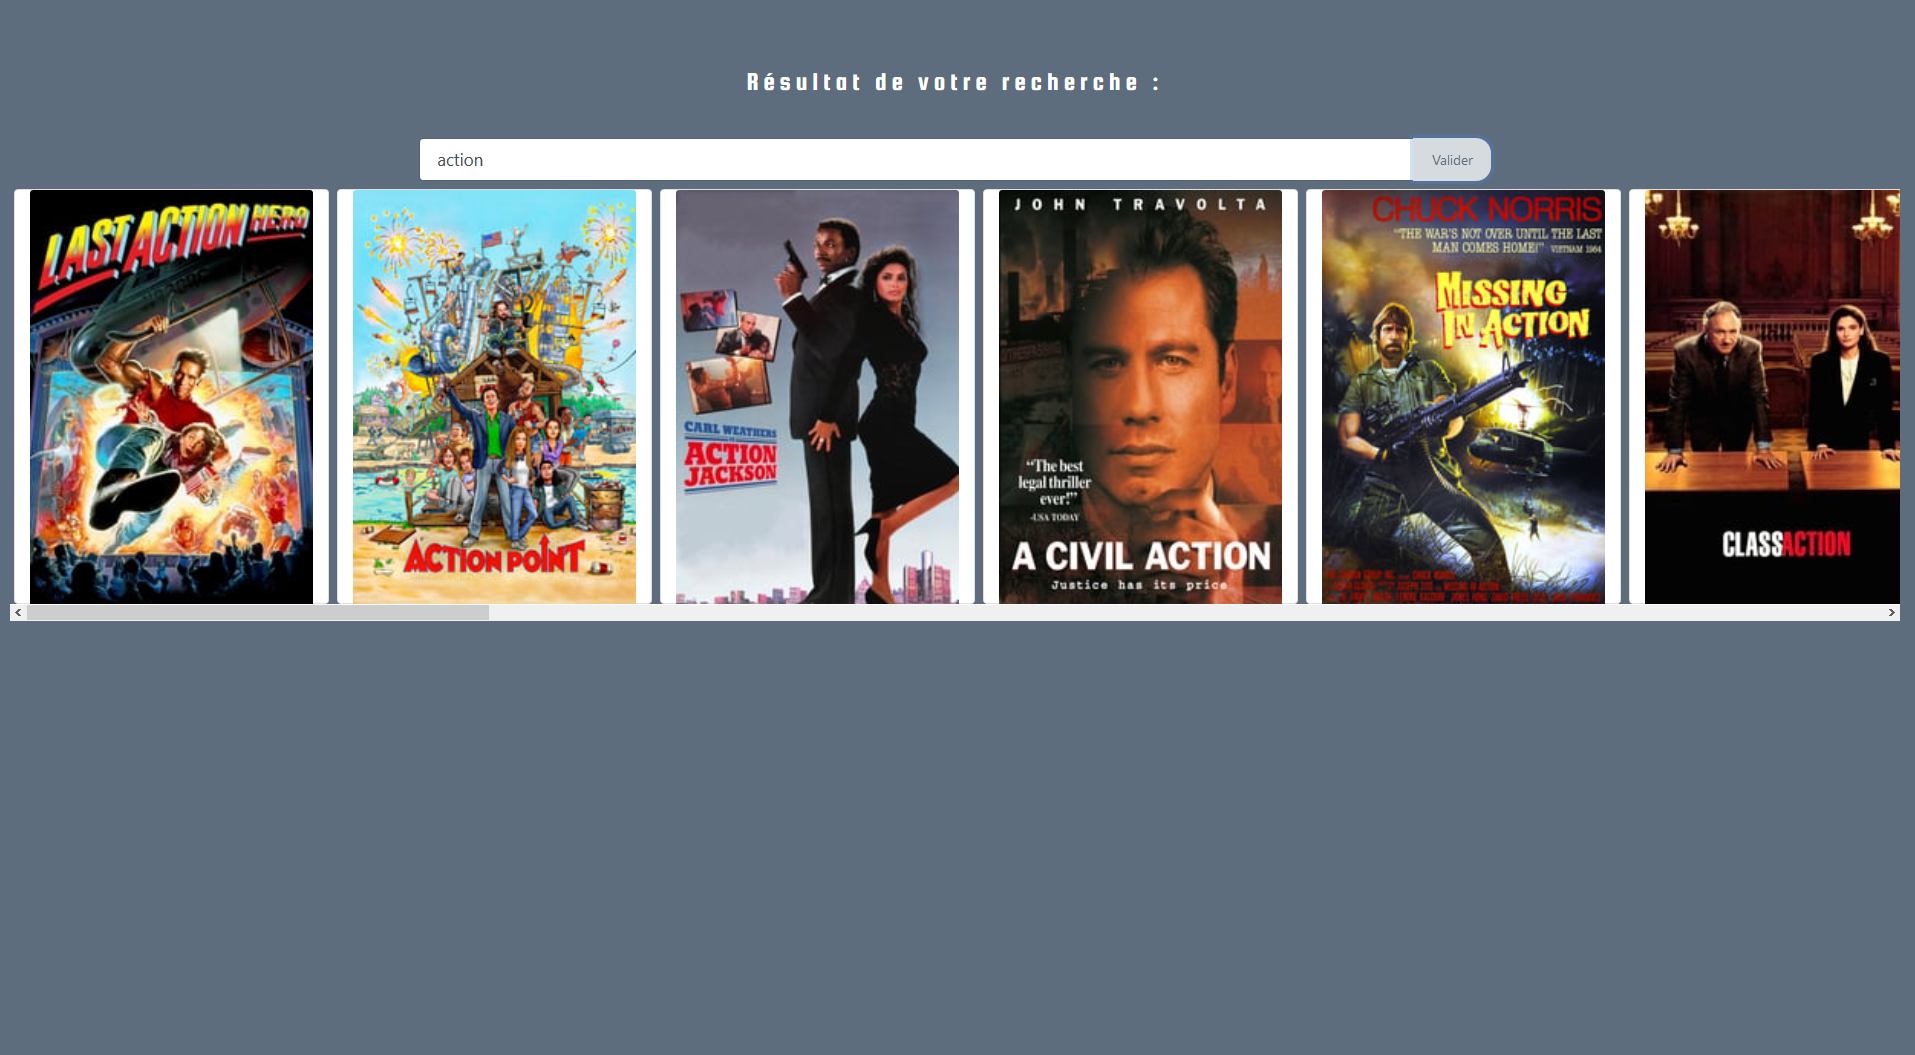 Résultat de votre recherche :
action
Valider
LAST ACTION HERO
ACTION POINT
CARL WEATHERS
ACTION
JACKSON
JOHN TRAVOLTA
“The best
legal thriller
ever!”
-USA TODAY
A CIVIL ACTION
Justice has its price
CHUCK NORRIS
“THE WAR'S NOT OVER UNTIL THE LAST
MAN COMES HOME!” VIETNAM 1984
MISSING
IN ACTION
CLASS ACTION